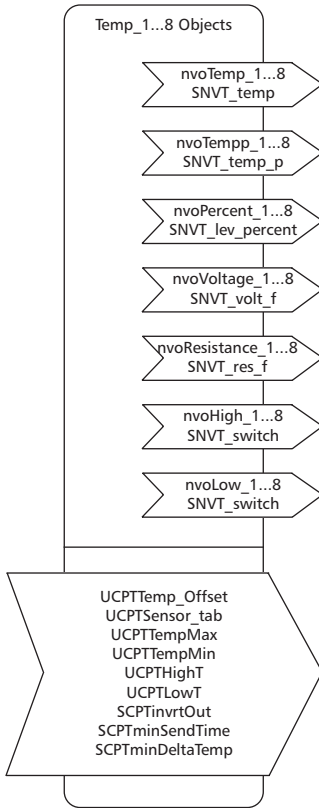 Temp_1...8 Objects
nvoTemp_1...8
SNVT_temp
nvoTempp_1...8
SNVT_temp_p
nvoPercent_1...8
SNVT_lev_percent
nvoVoltage_1...8
SNVT_volt_f
nvoResistance_1...8
SNVT_res_f
nvoHigh_1...8
SNVT_switch
nvoLow_1...8
SNVT_switch
UCPTTemp_Offset
UCPTSensor_tab
UCPTTempMax
UCPTTempMin
UCPTHighT
UCPTLowT
SCPTinvrtOut
SCPTminSendTime
SCPTminDeltaTemp